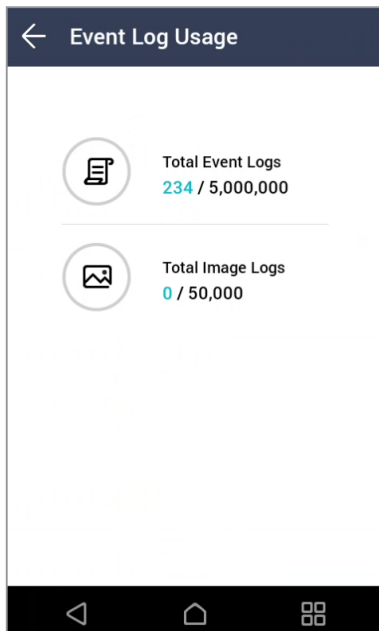 Event Log Usage
Total Event Logs
234 / 5,000,000
Total Image Logs
0 / 50,000